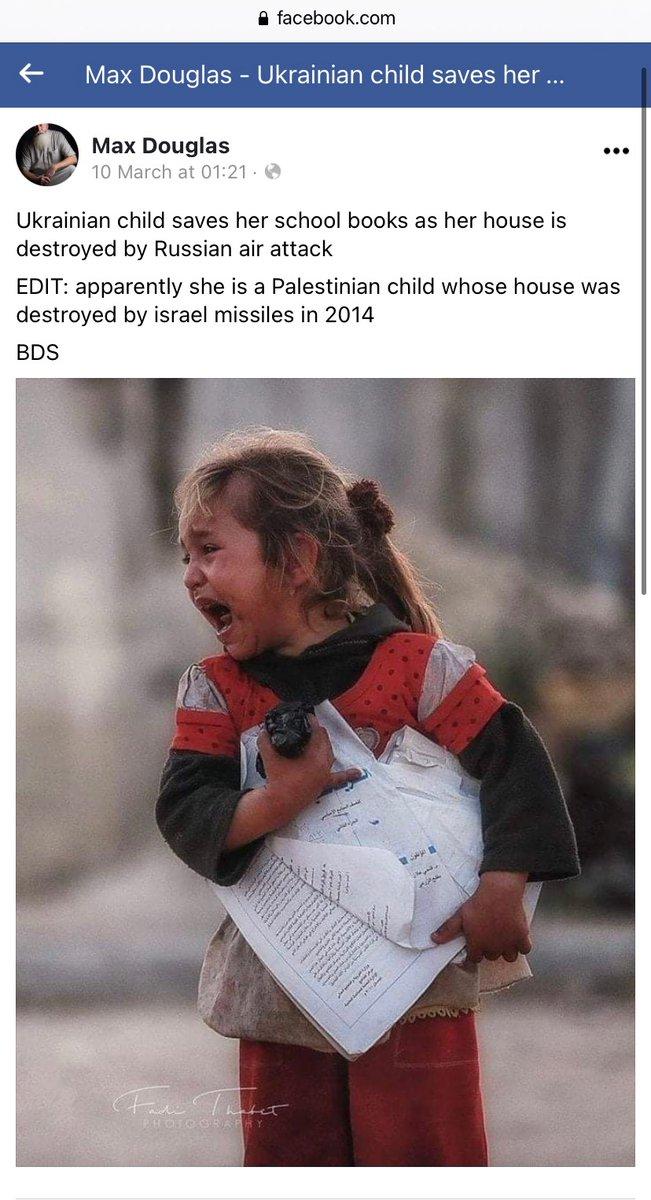 facebook.com
Max Douglas - Ukrainian child saves her ...
Max Douglas
10 March at 01:21 ·
Ukrainian child saves her school books as her house is
destroyed by Russian air attack
EDIT: apparently she is a Palestinian child whose house was
destroyed by israel missiles in 2014
BDS
Fadi Thabet
PHOTOGRAPHY